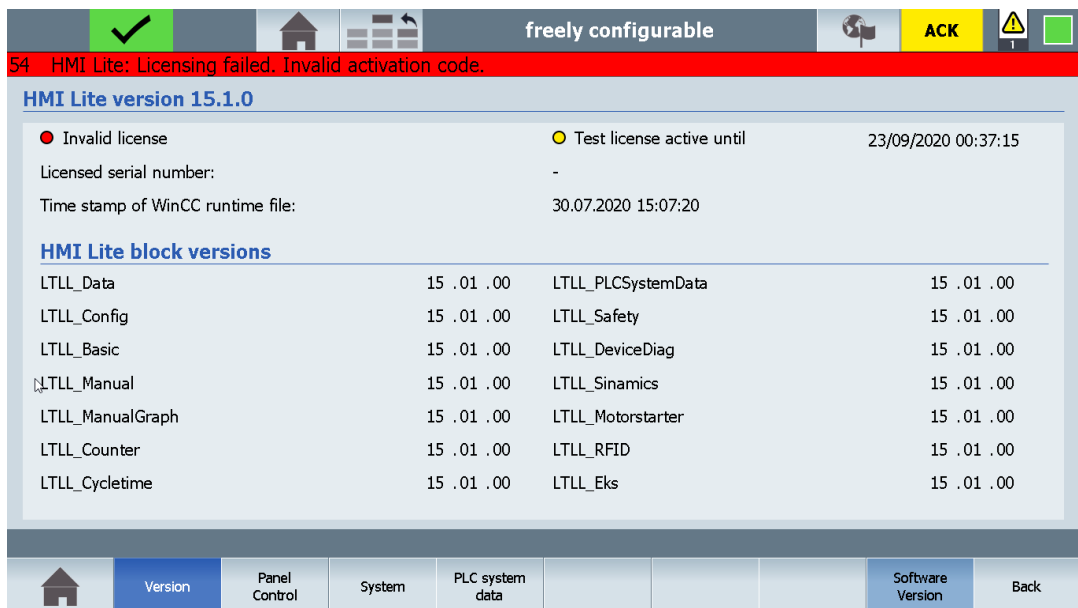 freely configurable
ACK
1
54 HMI Lite: Licensing failed. Invalid activation code.
HMI Lite version 15.1.0
Invalid license Test license active until 23/09/2020 00:37:15
Licensed serial number: -
Time stamp of WinCC runtime file: 30.07.2020 15:07:20
HMI Lite block versions
LTLL_Data 15 .01 .00 LTLL_PLCSystemData 15 .01 .00
LTLL_Config 15 .01 .00 LTLL_Safety 15 .01 .00
LTLL_Basic 15 .01 .00 LTLL_DeviceDiag 15 .01 .00
LTLL_Manual 15 .01 .00 LTLL_Sinamics 15 .01 .00
LTLL_ManualGraph 15 .01 .00 LTLL_Motorstarter 15 .01 .00
LTLL_Counter 15 .01 .00 LTLL_RFID 15 .01 .00
LTLL_Cycletime 15 .01 .00 LTLL_Eks 15 .01 .00
Version
Panel
Control
System
PLC system
data
Software
Version
Back